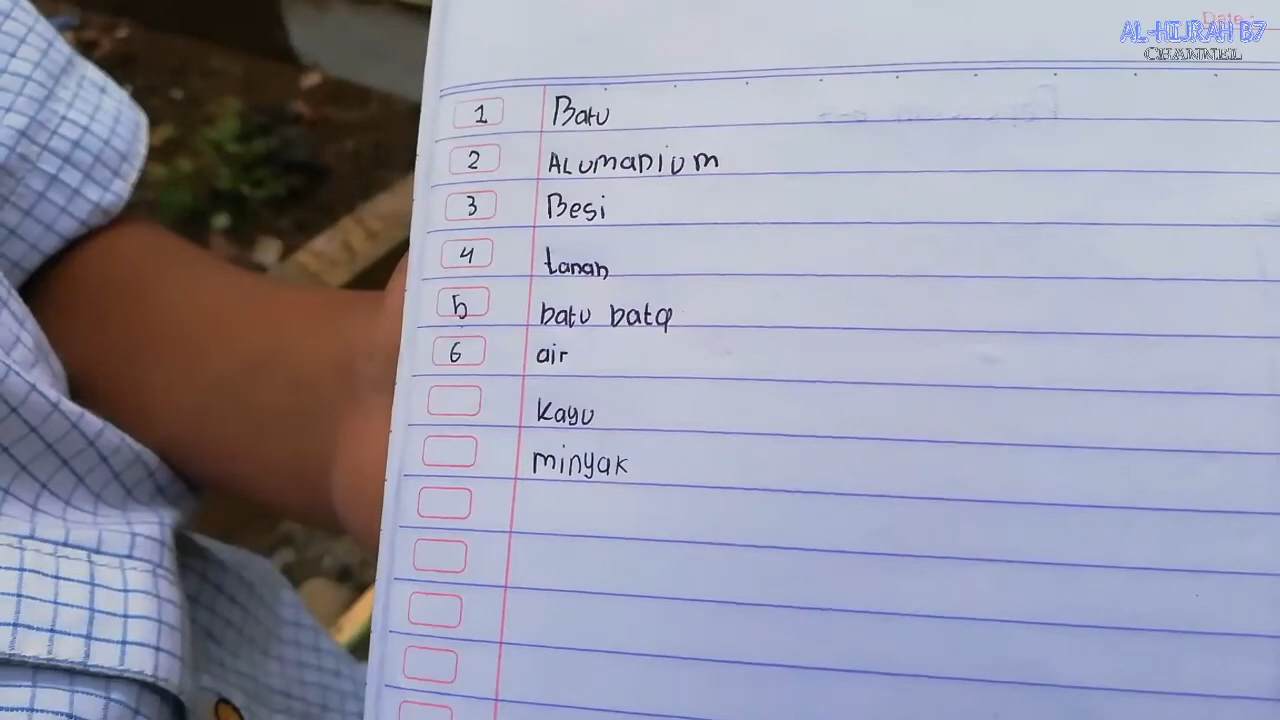 Date :
AL-HIJRAH B7
CHANNEL
1 Batu
2 ALUmanium
3 Besi
4 tanah
5 batu bata
6 air
Kayu
minyak